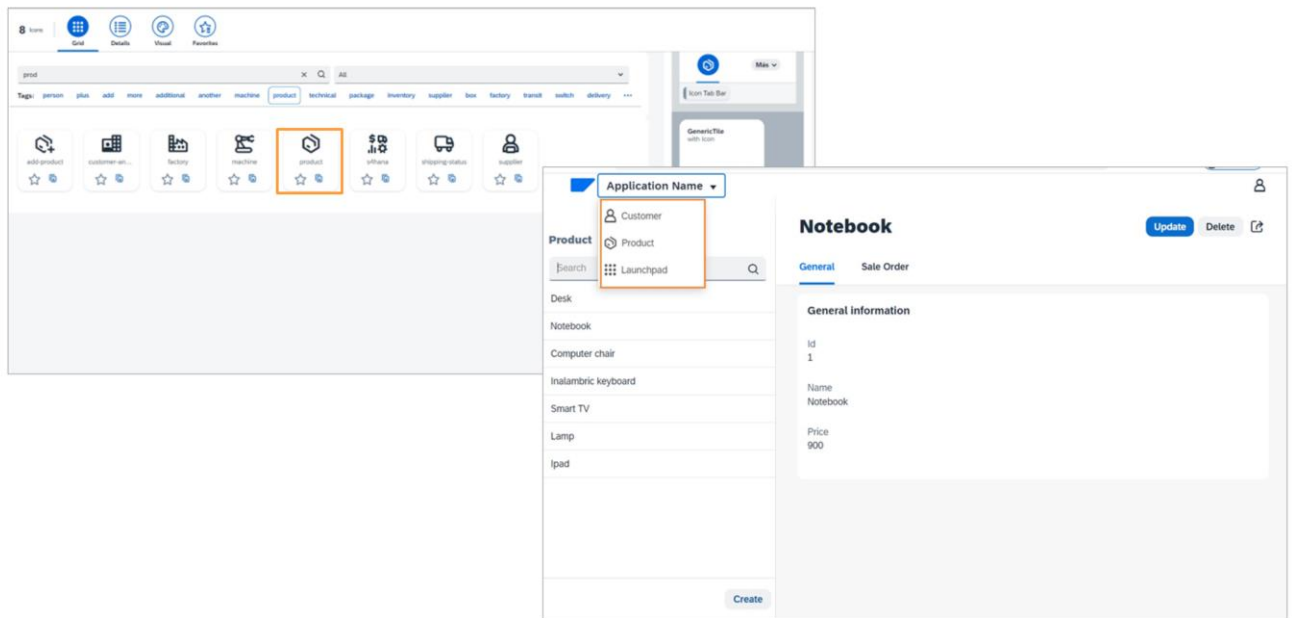 8 Icons
Grid Details Visual Favorites
prod All
Tags: person plus add more additional another machine product technical package inventory supplier box factory transit switch delivery ...
add-product customer-an... factory machine product s4hana shipping-status supplier
Más
Icon Tab Bar
GenericTile
with Icon
Application Name
Customer
Product
Launchpad
Product
Search
Desk
Notebook
Computer chair
Inalambric keyboard
Smart TV
Lamp
Ipad
Create
Notebook
Update Delete
General Sale Order
General information
Id
1
Name
Notebook
Price
900